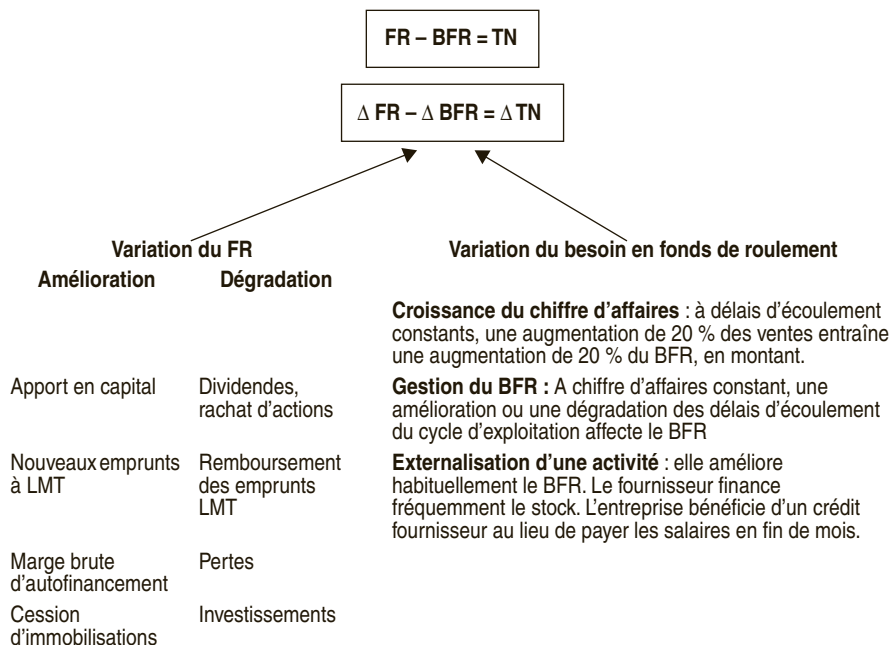 FR – BFR = TN
Δ FR – Δ BFR = Δ TN
Variation du FR
Amélioration Dégradation
Apport en capital Dividendes,
rachat d’actions
Nouveaux emprunts Remboursement
à LMT des emprunts
LMT
Marge brute Pertes
d’autofinancement
Cession Investissements
d’immobilisations
Variation du besoin en fonds de roulement
Croissance du chiffre d’affaires : à délais d’écoulement
constants, une augmentation de 20 % des ventes entraîne
une augmentation de 20 % du BFR, en montant.
Gestion du BFR : A chiffre d’affaires constant, une
amélioration ou une dégradation des délais d’écoulement
du cycle d’exploitation affecte le BFR
Externalisation d’une activité : elle améliore
habituellement le BFR. Le fournisseur finance
fréquemment le stock. L’entreprise bénéficie d’un crédit
fournisseur au lieu de payer les salaires en fin de mois.